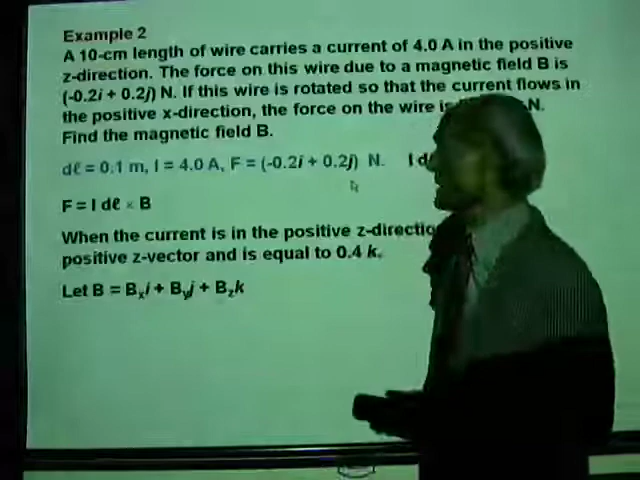 Example 2
A 10-cm length of wire carries a current of 4.0 A in the positive
z-direction. The force on this wire due to a magnetic field B is
(-0.2i + 0.2j) N. If this wire is rotated so that the current flows in
the positive x-direction, the force on the wire is N.
Find the magnetic field B.
dℓ = 0.1 m, I = 4.0 A, F = (-0.2i + 0.2j) N. I
F = I dℓ × B
When the current is in the positive z-directio
positive z-vector and is equal to 0.4 k.
Let B = Bxi + Byj + Bzk